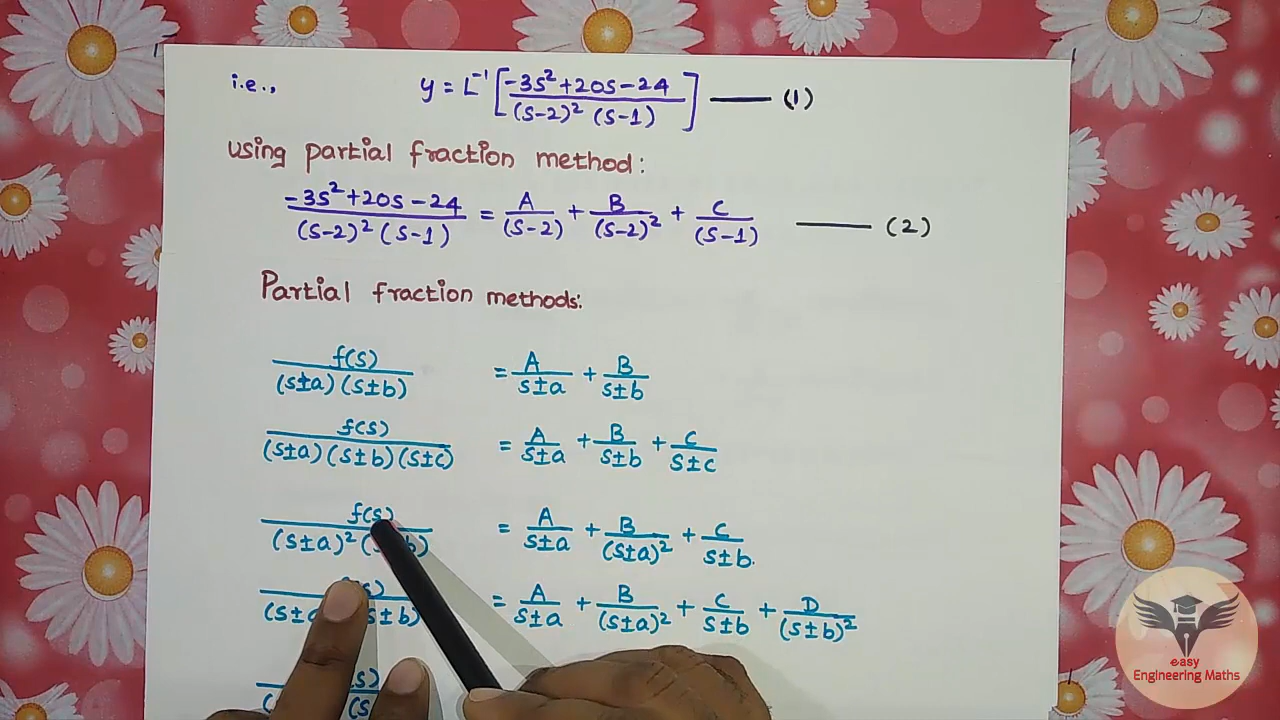 i.e., y = L⁻¹ [ (-3s²+20s-24) / ((s-2)² (s-1)) ] —— (1)
using partial fraction method:
(-3s²+20s-24) / ((s-2)² (s-1)) = A/(s-2) + B/(s-2)² + C/(s-1) —— (2)
Partial fraction methods:
f(s) / ((s±a)(s±b)) = A/(s±a) + B/(s±b)
f(s) / ((s±a)(s±b)(s±c)) = A/(s±a) + B/(s±b) + C/(s±c)
f(s) / ((s±a)² (s±b)) = A/(s±a) + B/(s±a)² + C/(s±b).
= A/(s±a) + B/(s±a)² + C/(s±b) + D/(s±b)²
easy
Engineering Maths